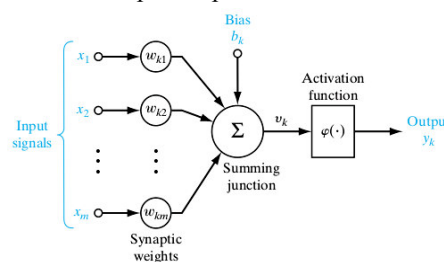 Bias
b_k
x_1
w_k1
Activation
function
x_2
w_k2
Input
signals
Σ
v_k
φ(·)
Output
y_k
Summing
junction
x_m
w_km
Synaptic
weights